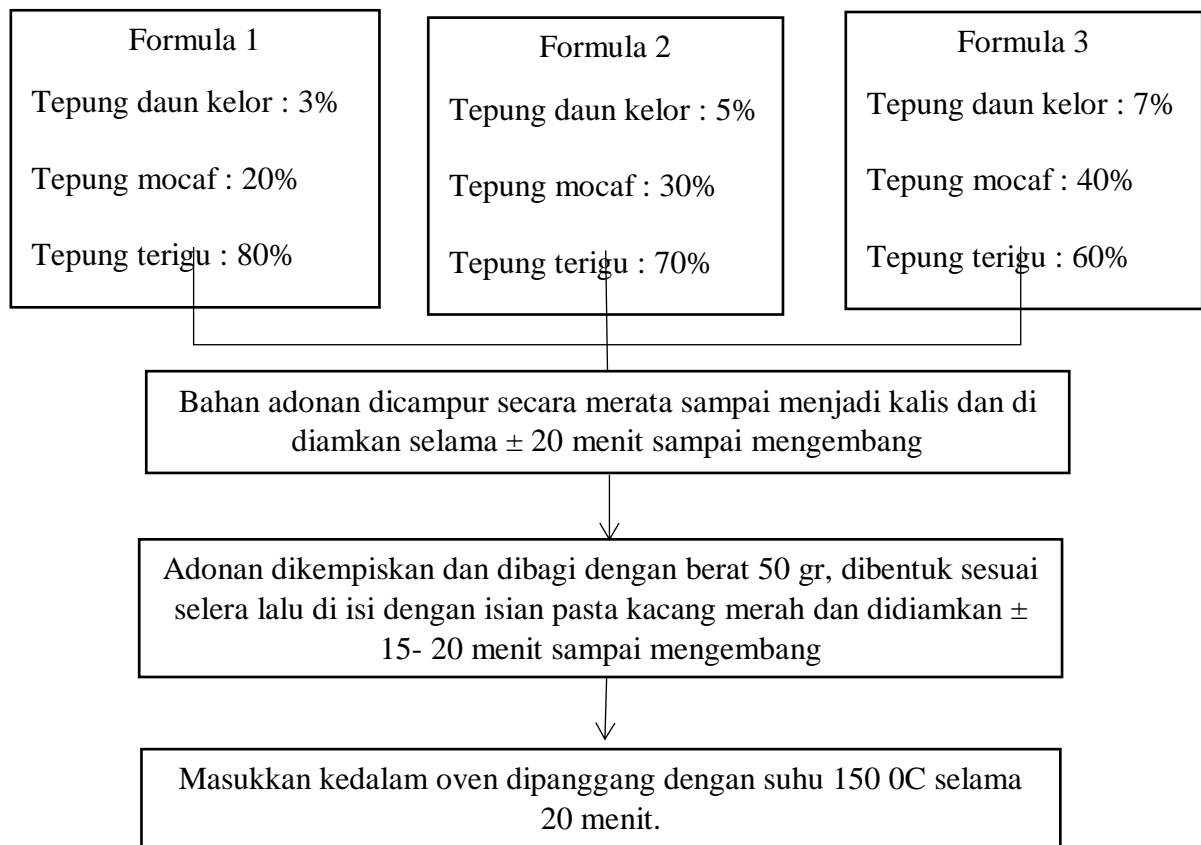 Formula 1
Tepung daun kelor : 3%
Tepung mocaf : 20%
Tepung terigu : 80%
Formula 2
Tepung daun kelor : 5%
Tepung mocaf : 30%
Tepung terigu : 70%
Formula 3
Tepung daun kelor : 7%
Tepung mocaf : 40%
Tepung terigu : 60%
Bahan adonan dicampur secara merata sampai menjadi kalis dan di
diamkan selama ± 20 menit sampai mengembang
Adonan dikempiskan dan dibagi dengan berat 50 gr, dibentuk sesuai
selera lalu di isi dengan isian pasta kacang merah dan didiamkan ±
15- 20 menit sampai mengembang
Masukkan kedalam oven dipanggang dengan suhu 150 0C selama
20 menit.